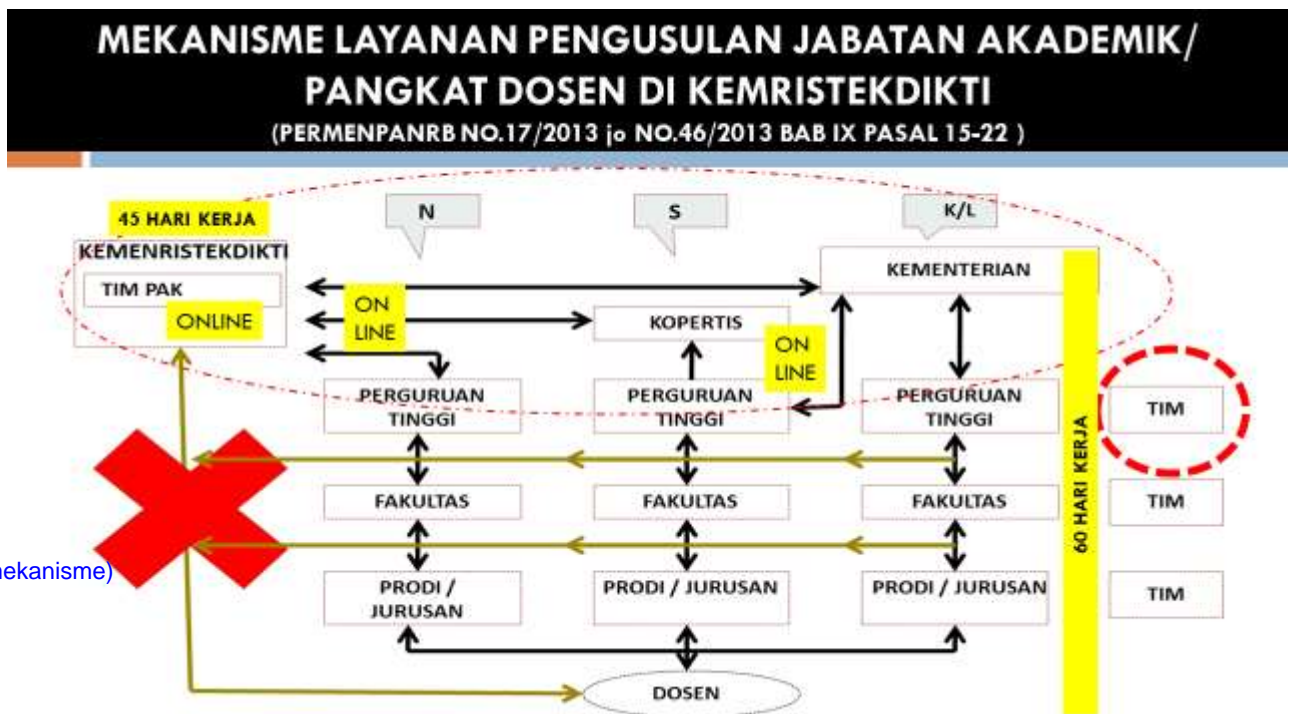 MEKANISME LAYANAN PENGUSULAN JABATAN AKADEMIK/
PANGKAT DOSEN DI KEMRISTEKDIKTI
(PERMENPANRB NO.17/2013 jo NO.46/2013 BAB IX PASAL 15-22 )
45 HARI KERJA
N
S
K/L
KEMENRISTEKDIKTI
TIM PAK
ONLINE
ON
LINE
KEMENTERIAN
KOPERTIS
ON
LINE
PERGURUAN
TINGGI
PERGURUAN
TINGGI
PERGURUAN
TINGGI
TIM
60 HARI KERJA
FAKULTAS
FAKULTAS
FAKULTAS
TIM
mekanisme)
PRODI /
JURUSAN
PRODI / JURUSAN
PRODI / JURUSAN
TIM
DOSEN